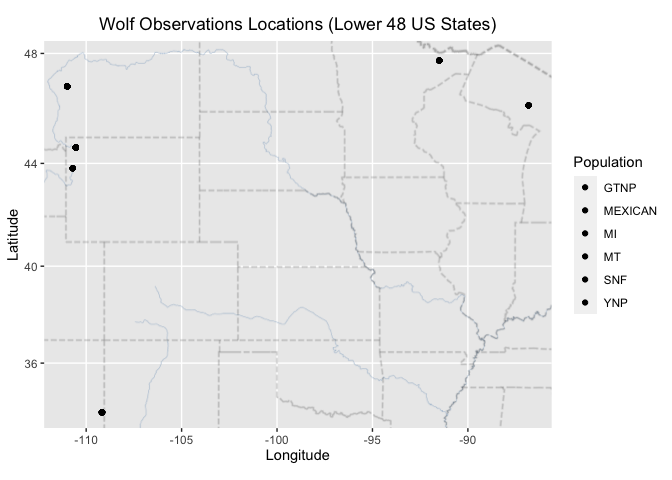 Wolf Observations Locations (Lower 48 US States)
48
44
40
36
Latitude
-110
-105
-100
-95
-90
Longitude
Population
GTNP
MEXICAN
MI
MT
SNF
YNP